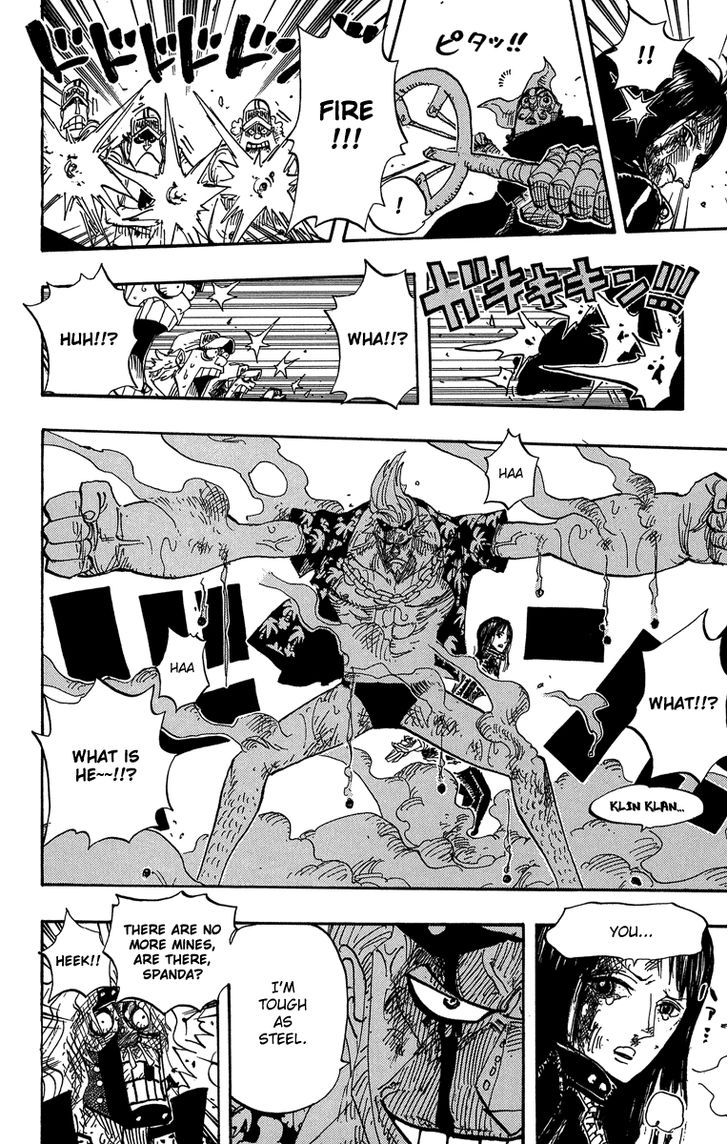 !!
ピタッ!!
!
FIRE
!!!
ドドドドドン
MARINE
ガキキキン!!!
WHA!!?
HUH!!?
HAA
WHAT!!?
HAA
WHAT IS
HE~~!!?
KLIN KLAN...
YOU...
I'M
TOUGH
AS
STEEL.
THERE ARE NO
MORE MINES,
ARE THERE,
SPANDA?
HEEK!!